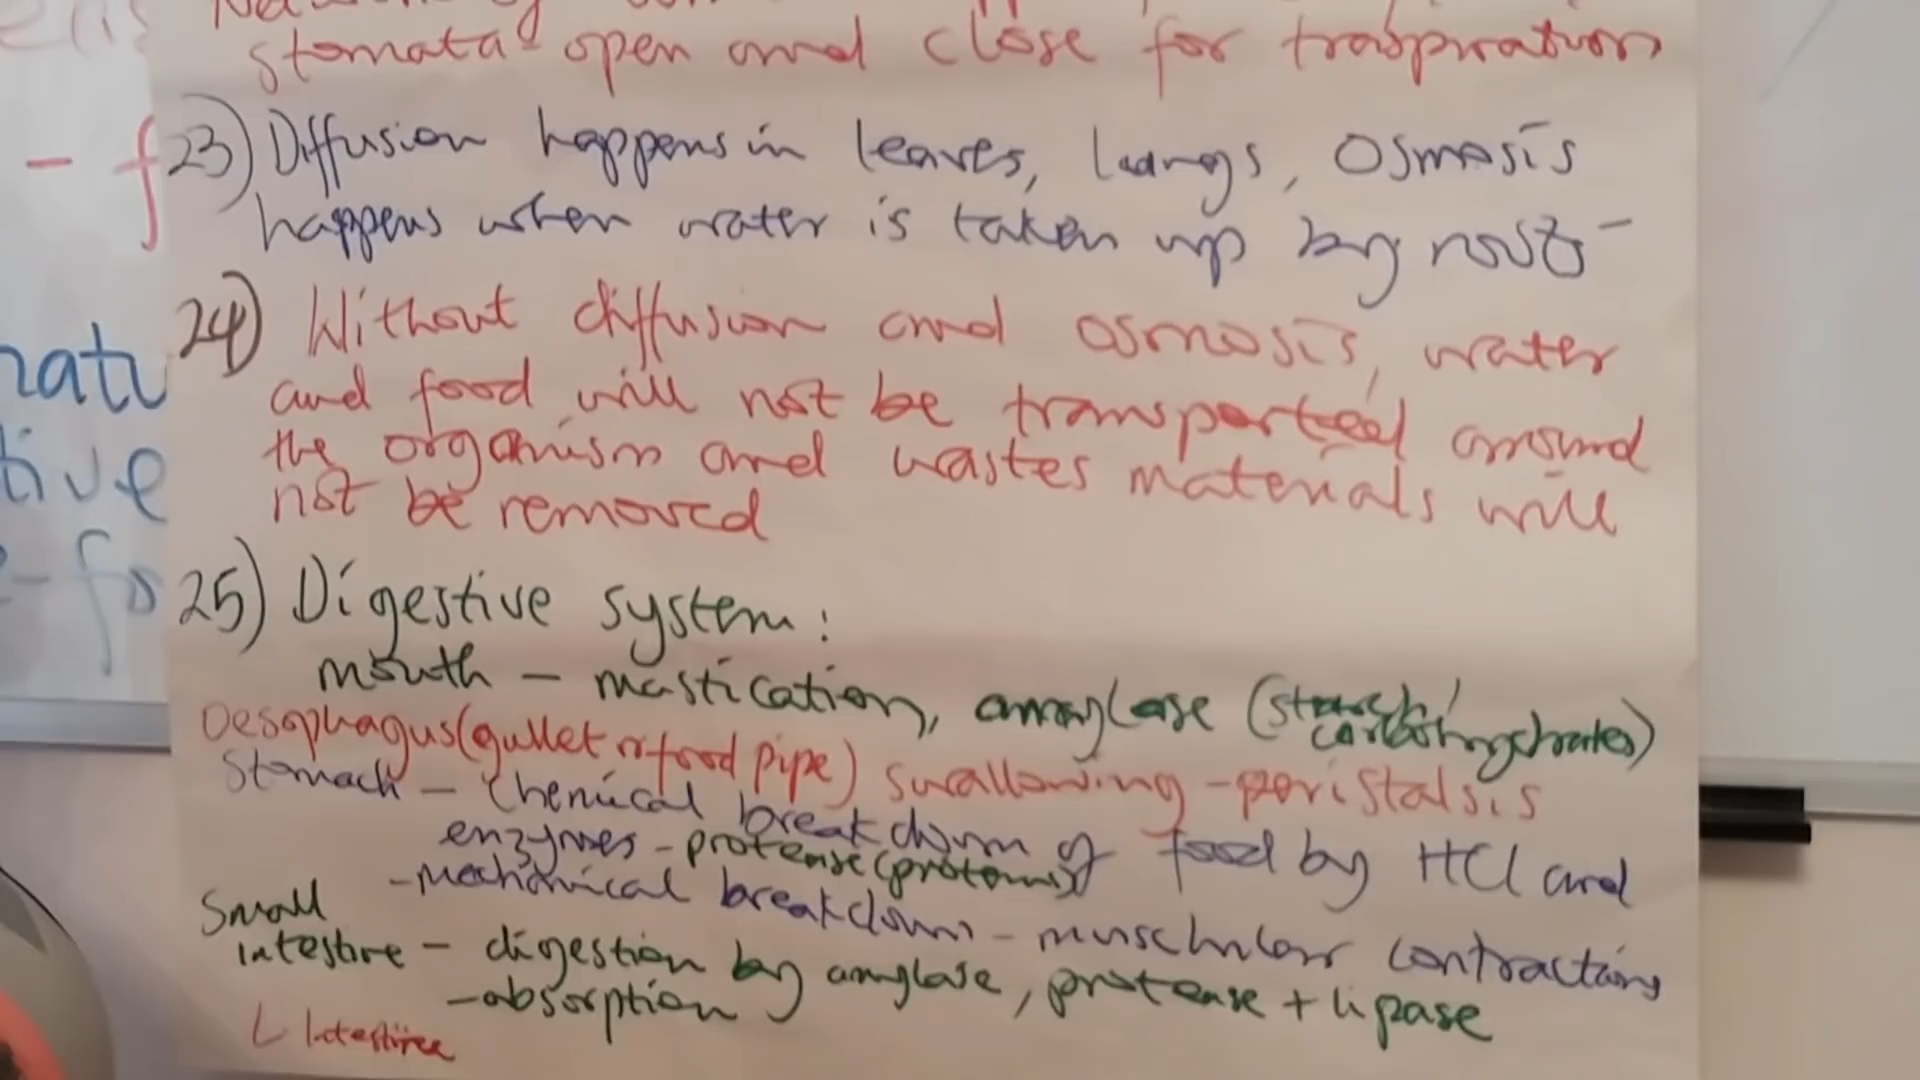 stomata open and close for traspiration
23) Diffusion happens in leaves, lungs, osmosis
happens when water is taken up by roots
24) Without diffusion and osmosis, water
and food will not be transported around
the organism and wastes materials will
not be removed
25) Digestive system:
mouth - mastication, amylase (starch/
carbohydrates)
Oesophagus (gullet or food pipe) swallowing - peristalsis
Stomach - Chemical breakdown of food by HCl and
enzymes - protease (proteins)
- mechanical breakdown - muscular contractions
Small
intestine - digestion by amylase, protease + lipase
- absorption
L Intestine